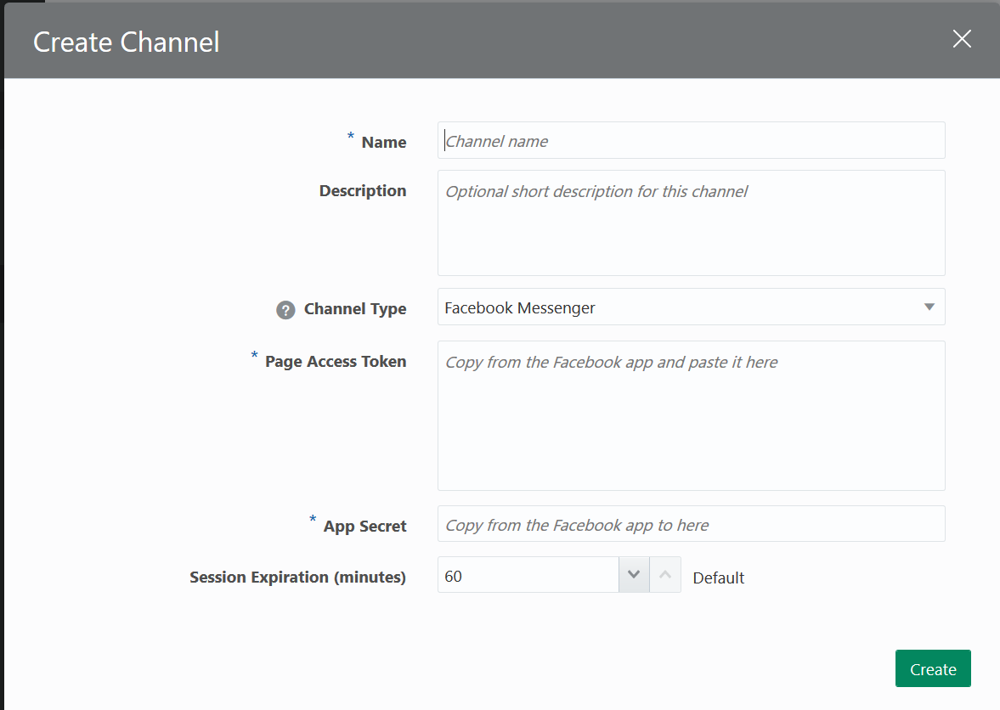 Create Channel
* Name
Channel name
Description
Optional short description for this channel
? Channel Type
Facebook Messenger
* Page Access Token
Copy from the Facebook app and paste it here
* App Secret
Copy from the Facebook app to here
Session Expiration (minutes)
60
Default
Create